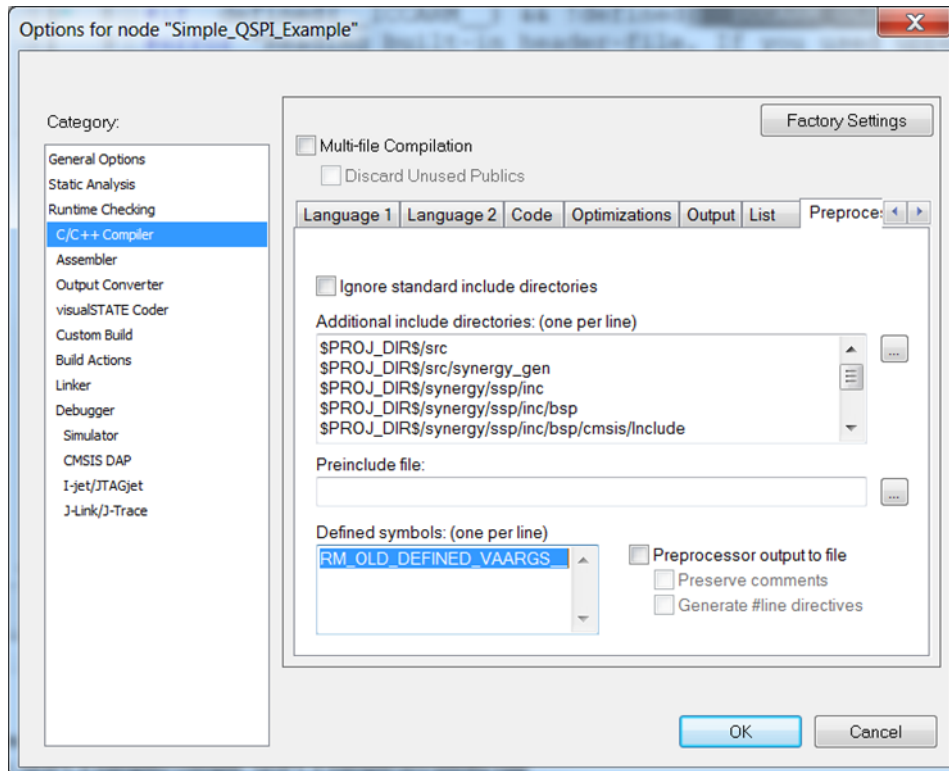 Options for node "Simple_QSPI_Example"
Category:
Factory Settings
General Options
Static Analysis
Runtime Checking
C/C++ Compiler
Assembler
Output Converter
visualSTATE Coder
Custom Build
Build Actions
Linker
Debugger
Simulator
CMSIS DAP
I-jet/JTAGjet
J-Link/J-Trace
Multi-file Compilation
Discard Unused Publics
Language 1 Language 2 Code Optimizations Output List Preproces
Ignore standard include directories
Additional include directories: (one per line)
$PROJ_DIR$/src
$PROJ_DIR$/src/synergy_gen
$PROJ_DIR$/synergy/ssp/inc
$PROJ_DIR$/synergy/ssp/inc/bsp
$PROJ_DIR$/synergy/ssp/inc/bsp/cmsis/Include
...
Preinclude file:
...
Defined symbols: (one per line)
RM_OLD_DEFINED_VAARGS__
Preprocessor output to file
Preserve comments
Generate #line directives
OK Cancel